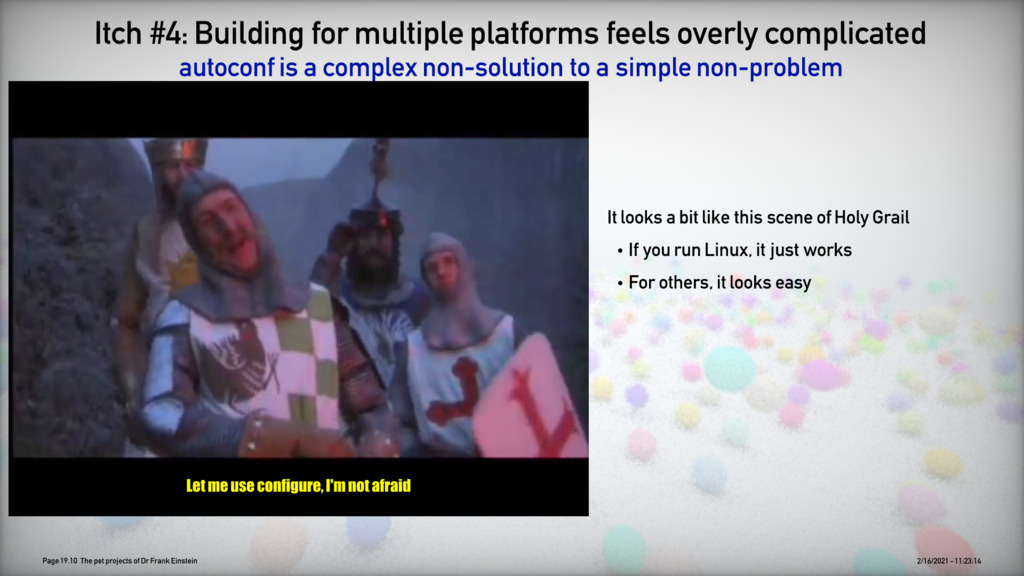 Itch #4: Building for multiple platforms feels overly complicated
autoconf is a complex non-solution to a simple non-problem
It looks a bit like this scene of Holy Grail
• If you run Linux, it just works
• For others, it looks easy
Let me use configure, I'm not afraid
Page 19.10 The pet projects of Dr Frank Einstein
2/16/2021 - 11:23:14